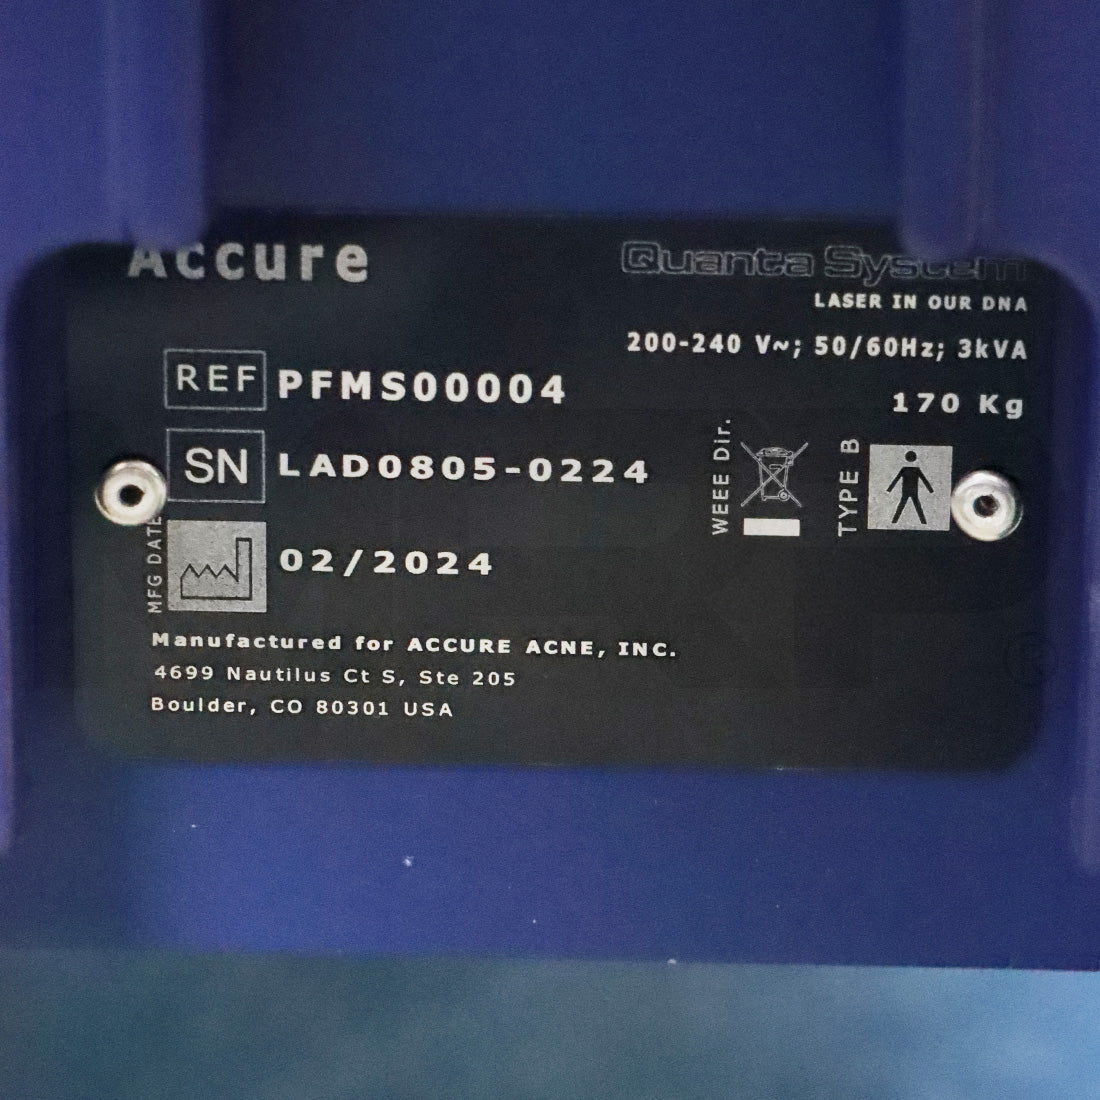 Accure
Quanta System
LASER IN OUR DNA
200-240 V~; 50/60Hz; 3kVA
170 Kg
REF PFMS00004
SN LAD0805-0224
WEEE Dir.
TYPE B
MFG DATE
02/2024
Manufactured for ACCURE ACNE, INC.
4699 Nautilus Ct S, Ste 205
Boulder, CO 80301 USA